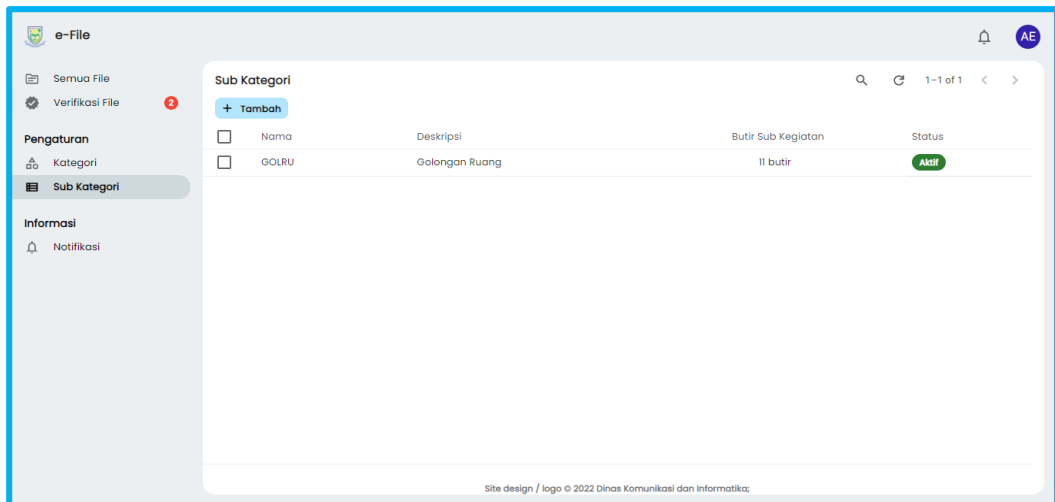 e-File
AE
Semua File
Verifikasi File 2
Pengaturan
Kategori
Sub Kategori
Informasi
Notifikasi
Sub Kategori 1-1 of 1
+ Tambah
Nama Deskripsi Butir Sub Kegiatan Status
GOLRU Golongan Ruang 11 butir Aktif
Site design / logo © 2022 Dinas Komunikasi dan Informatika;